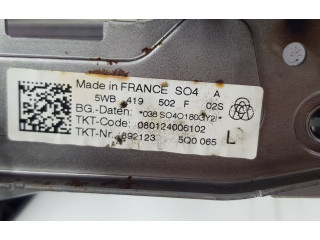 Made in FRANCE SO4 A
5WB 419 502 F 02S
BG.-Daten: *038 SO4O160GY2I*
TKT-Code: 080124006102
TKT-Nr. 692123 5Q0 065 L